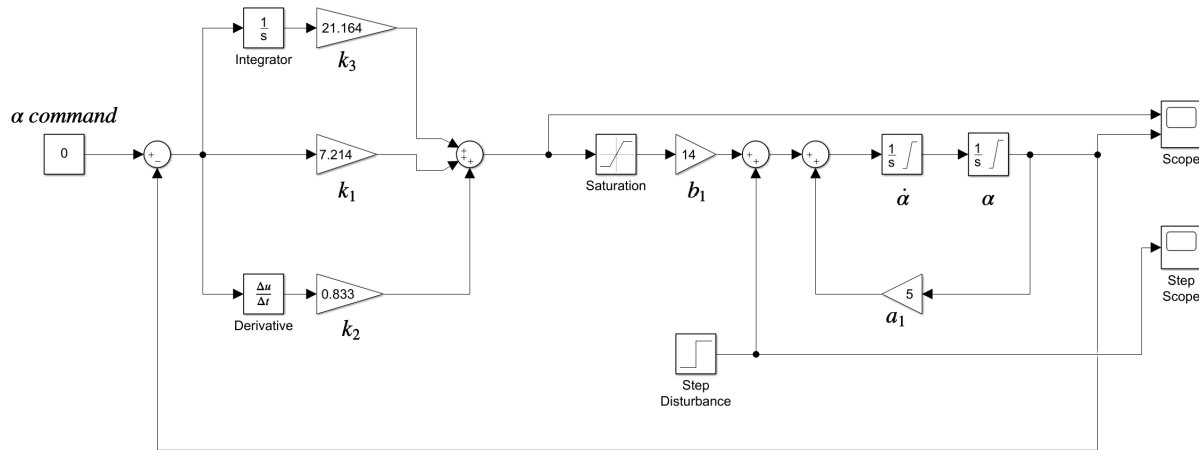 1
s
Integrator
21.164
k3
α command
0
+
−
7.214
k1
+
+
+
Saturation
14
b1
+
+
+
+
1
s
α̇
1
s
α
Scope
Δu
Δt
Derivative
0.833
k2
5
a1
Step
Disturbance
Step
Scope